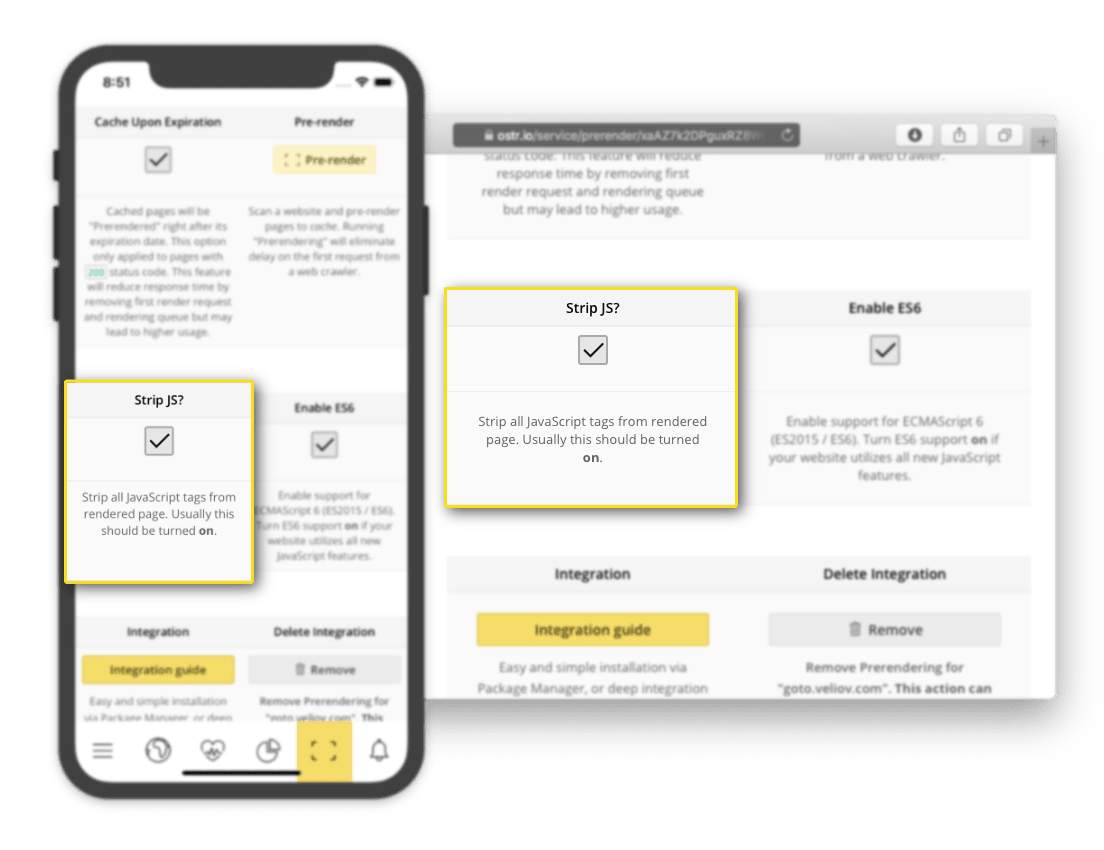 8:51
Cache Upon Expiration
Pre-render
Pre-render
Cached pages will be
"Prerendered" right after its
expiration date. This option
only applied to pages with
200 status code. This feature
will reduce response time by
removing first render request
and rendering queue but may
lead to higher usage.
Scan a website and pre-render
pages to cache. Running
"Prerendering" will eliminate
delay on the first request from
a web crawler.
Strip JS?
Strip all JavaScript tags from
rendered page. Usually this
should be turned on.
Enable ES6
Enable support for
ECMAScript 6 (ES2015 / ES6).
Turn ES6 support on if your
website utilizes all new
JavaScript features.
Integration
Integration guide
Easy and simple installation
via Package Manager, or deep
Delete Integration
Remove
Remove Prerendering for
"goto.veliov.com". This
ostr.io/service/prerender/xaAZ7k2DPguxRZ8W
status code. This feature will reduce
response time by removing first
render request and rendering queue
but may lead to higher usage.
from a web crawler.
Strip JS?
Strip all JavaScript tags from rendered
page. Usually this should be turned
on.
Enable ES6
Enable support for ECMAScript 6
(ES2015 / ES6). Turn ES6 support on if
your website utilizes all new JavaScript
features.
Integration
Integration guide
Easy and simple installation via
Package Manager, or deep integration
Delete Integration
Remove
Remove Prerendering for
"goto.veliov.com". This action can